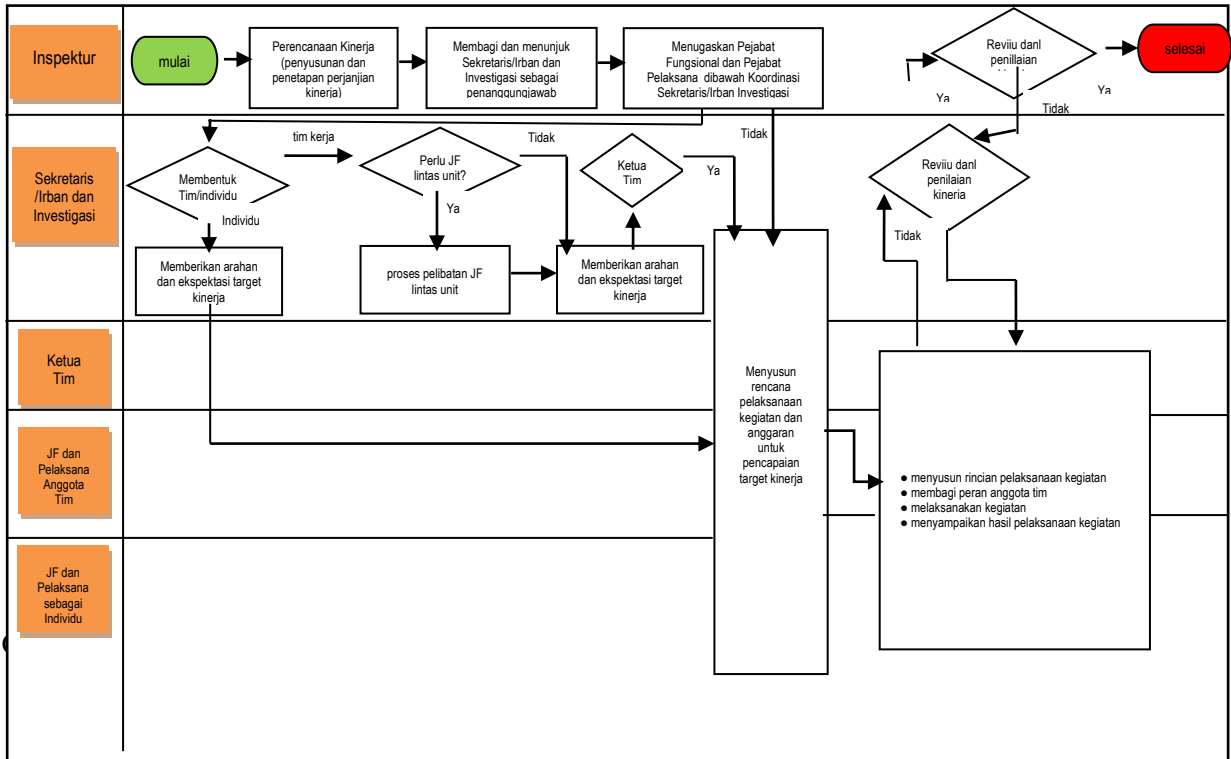 Inspektur
mulai
Perencanaan Kinerja
(penyusunan dan
penetapan perjanjian
kinerja)
Membagi dan menunjuk
Sekretaris/Irban dan
Investigasi sebagai
penanggungjawab
Menugaskan Pejabat
Fungsional dan Pejabat
Pelaksana dibawah Koordinasi
Sekretaris/Irban Investigasi
Reviiu danl
penillaian
selesai
Ya
Ya
Tidak
Sekretaris
/Irban dan
Investigasi
Membentuk
Tim/individu
tim kerja
Individu
Perlu JF
lintas unit?
Tidak
Ya
Ketua
Tim
Ya
Tidak
Reviiu danl
penilaian
kineria
Tidak
Memberikan arahan
dan ekspektasi target
kinerja
proses pelibatan JF
lintas unit
Memberikan arahan
dan ekspektasi target
kinerja
Ketua
Tim
Menyusun
rencana
pelaksanaan
kegiatan dan
anggaran
untuk
pencapaian
target kinerja
JF dan
Pelaksana
Anggota
Tim
● menyusun rincian pelaksanaan kegiatan
● membagi peran anggota tim
● melaksanakan kegiatan
● menyampaikan hasil pelaksanaan kegiatan
JF dan
Pelaksana
sebagai
Individu